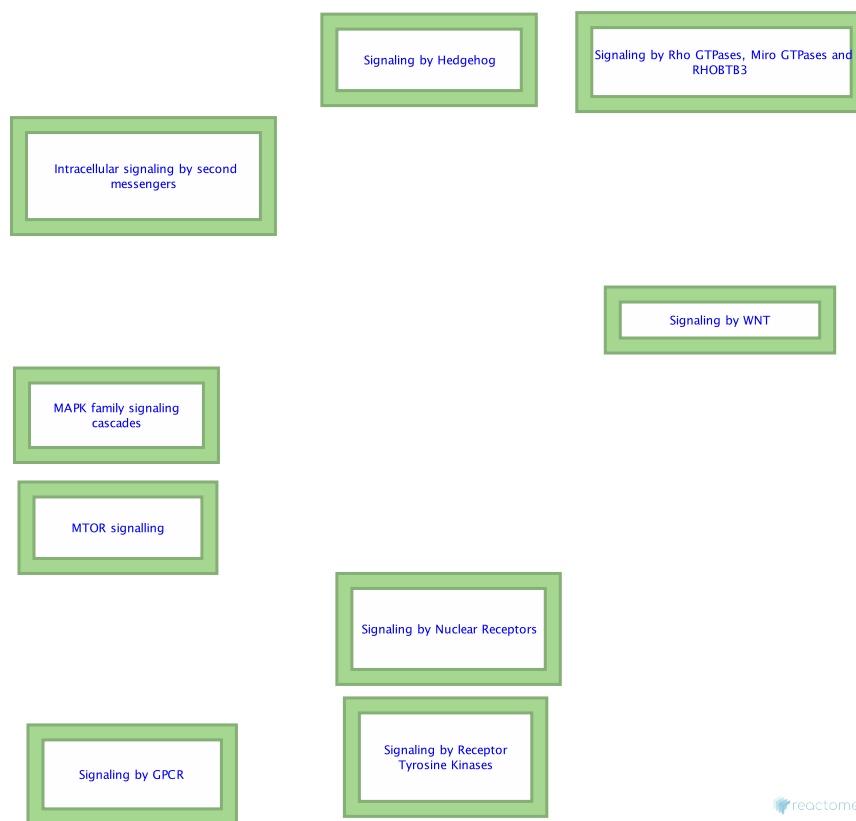 Signaling by Hedgehog
Signaling by Rho GTPases, Miro GTPases and
RHOBTB3
Intracellular signaling by second
messengers
Signaling by WNT
MAPK family signaling
cascades
MTOR signalling
Signaling by Nuclear Receptors
Signaling by Receptor
Tyrosine Kinases
Signaling by GPCR
reactome